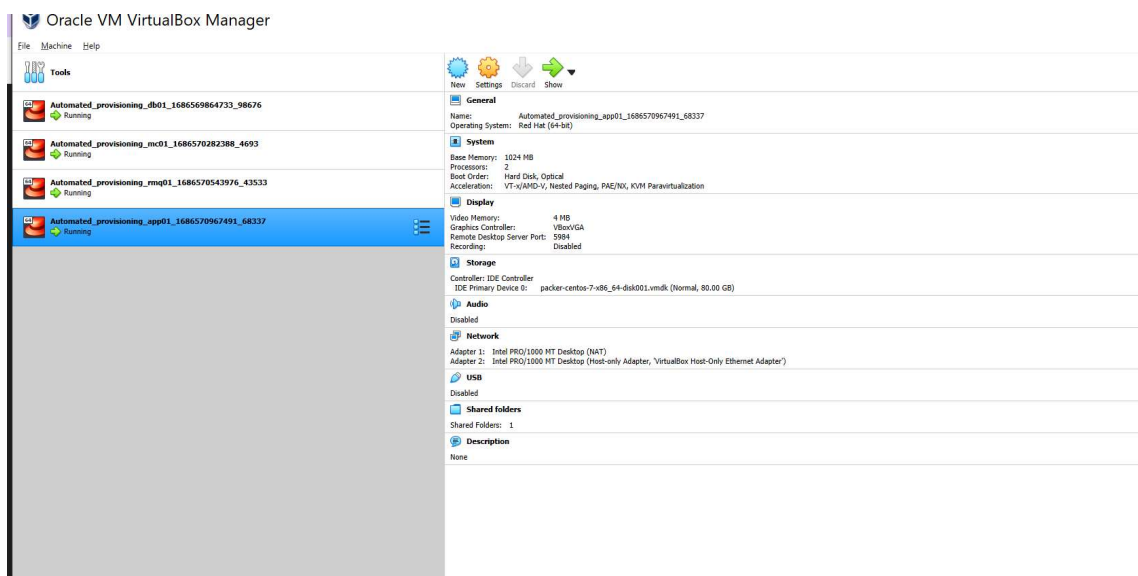 Oracle VM VirtualBox Manager
File Machine Help
Tools
64 Automated_provisioning_db01_1686569864733_98676
Running
64 Automated_provisioning_mc01_1686570282388_4693
Running
64 Automated_provisioning_rmq01_1686570543976_43533
Running
64 Automated_provisioning_app01_1686570967491_68337
Running
New Settings Discard Show
General
Name: Automated_provisioning_app01_1686570967491_68337
Operating System: Red Hat (64-bit)
System
Base Memory: 1024 MB
Processors: 2
Boot Order: Hard Disk, Optical
Acceleration: VT-x/AMD-V, Nested Paging, PAE/NX, KVM Paravirtualization
Display
Video Memory: 4 MB
Graphics Controller: VBoxVGA
Remote Desktop Server Port: 5984
Recording: Disabled
Storage
Controller: IDE Controller
IDE Primary Device 0: packer-centos-7-x86_64-disk001.vmdk (Normal, 80.00 GB)
Audio
Disabled
Network
Adapter 1: Intel PRO/1000 MT Desktop (NAT)
Adapter 2: Intel PRO/1000 MT Desktop (Host-only Adapter, 'VirtualBox Host-Only Ethernet Adapter')
USB
Disabled
Shared folders
Shared Folders: 1
Description
None